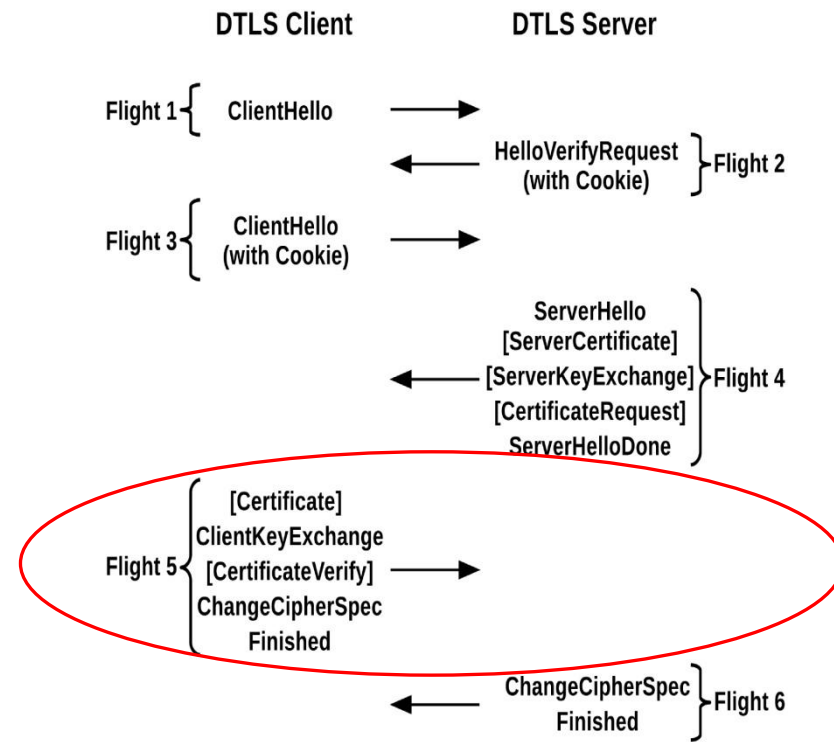 DTLS Client DTLS Server
Flight 1 ClientHello
HelloVerifyRequest
(with Cookie)
Flight 2
Flight 3
ClientHello
(with Cookie)
ServerHello
[ServerCertificate]
[ServerKeyExchange]
[CertificateRequest]
ServerHelloDone
Flight 4
Flight 5
[Certificate]
ClientKeyExchange
[CertificateVerify]
ChangeCipherSpec
Finished
ChangeCipherSpec
Finished
Flight 6